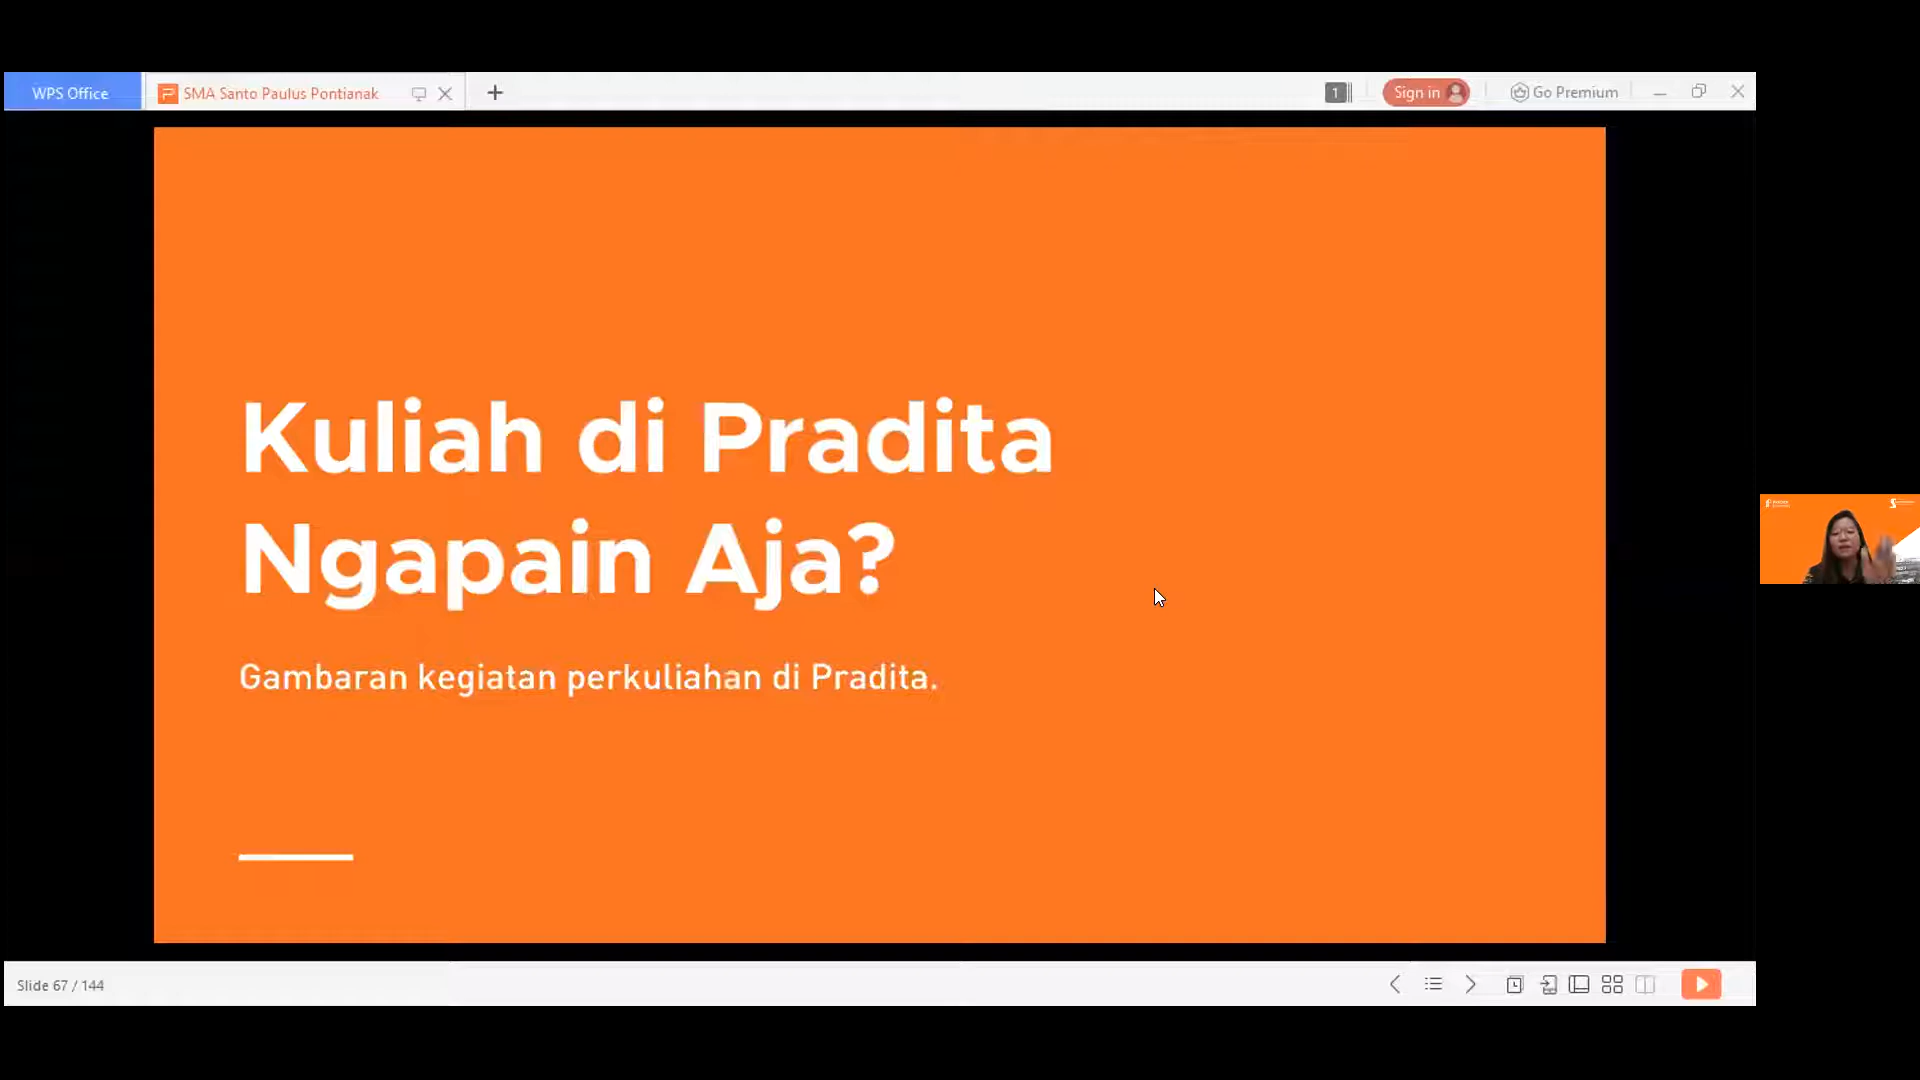 WPS Office
SMA Santo Paulus Pontianak
1
Sign in
Go Premium
Kuliah di Pradita
Ngapain Aja?
Gambaran kegiatan perkuliahan di Pradita.
Slide 67 / 144